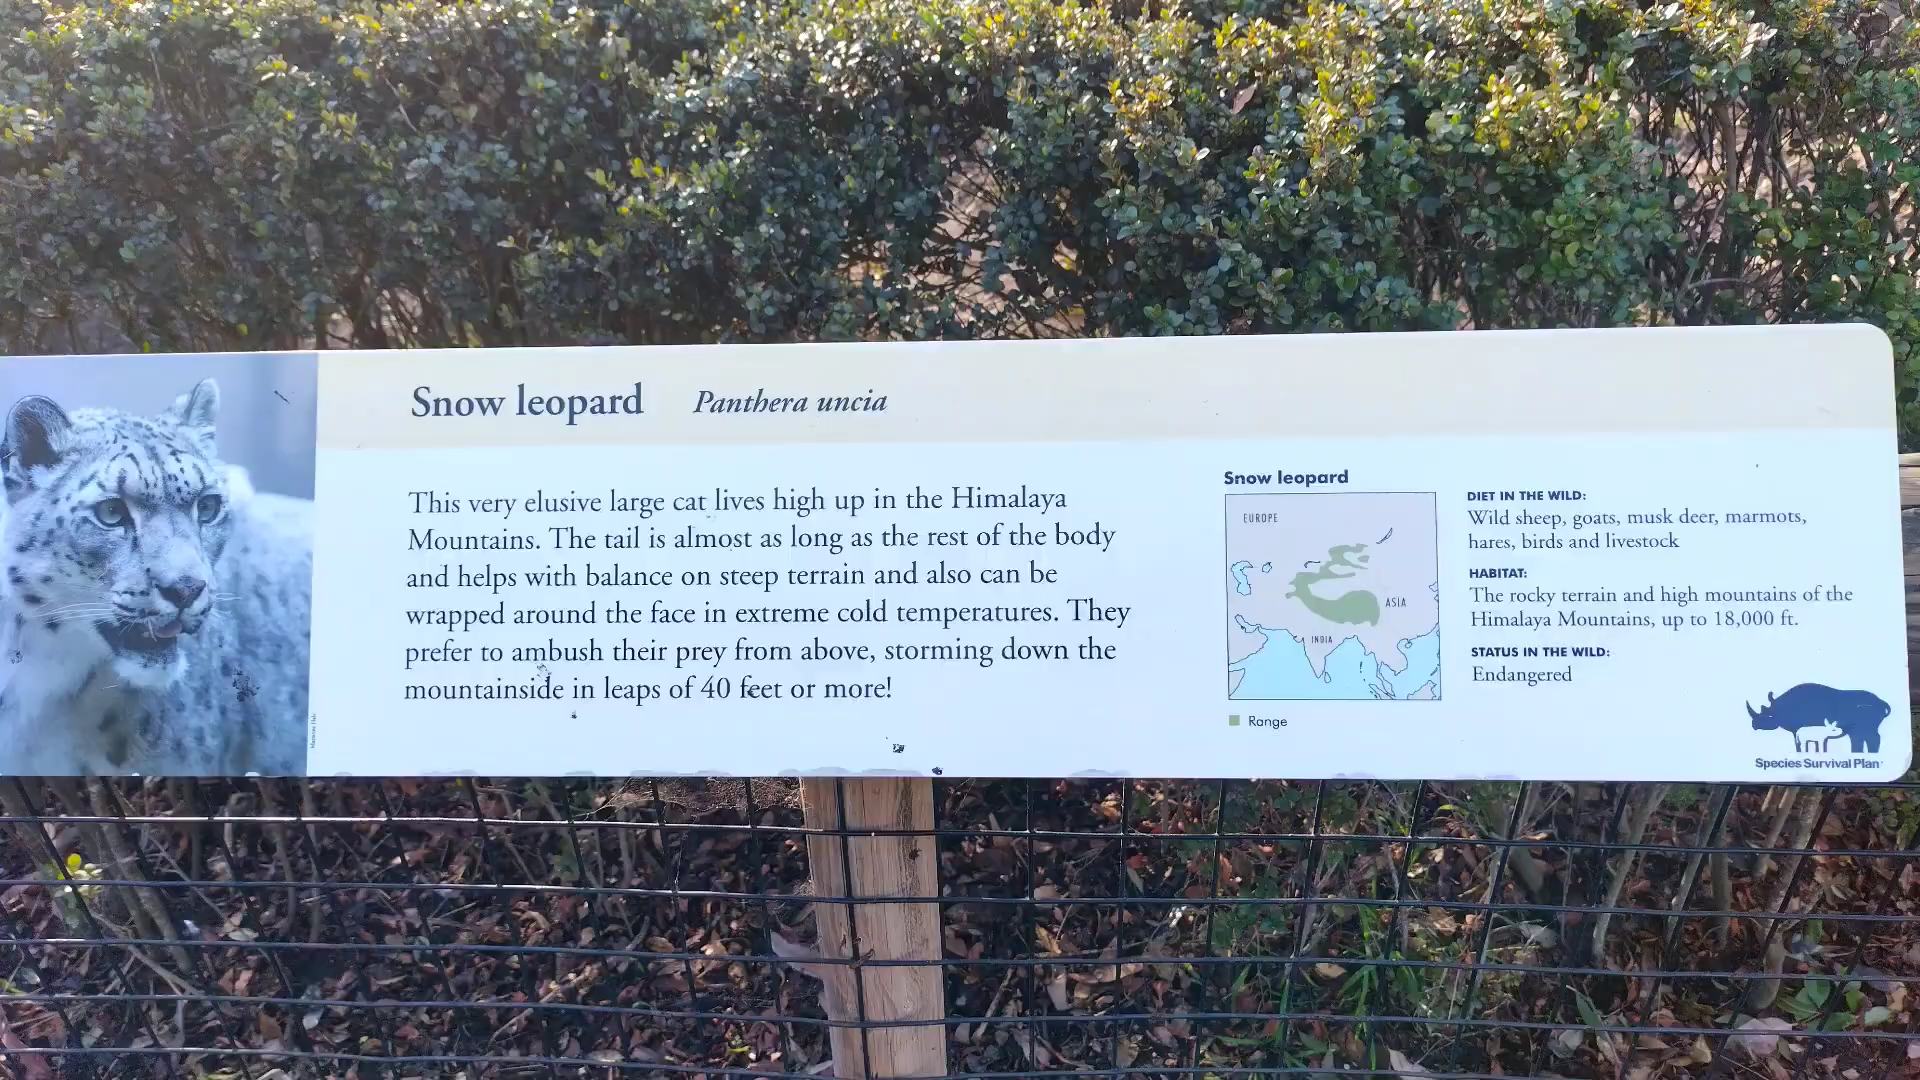 Snow leopard Panthera uncia
This very elusive large cat lives high up in the Himalaya
Mountains. The tail is almost as long as the rest of the body
and helps with balance on steep terrain and also can be
wrapped around the face in extreme cold temperatures. They
prefer to ambush their prey from above, storming down the
mountainside in leaps of 40 feet or more!
Snow leopard
EUROPE
ASIA
INDIA
Range
DIET IN THE WILD:
Wild sheep, goats, musk deer, marmots,
hares, birds and livestock
HABITAT:
The rocky terrain and high mountains of the
Himalaya Mountains, up to 18,000 ft.
STATUS IN THE WILD:
Endangered
Species Survival Plan